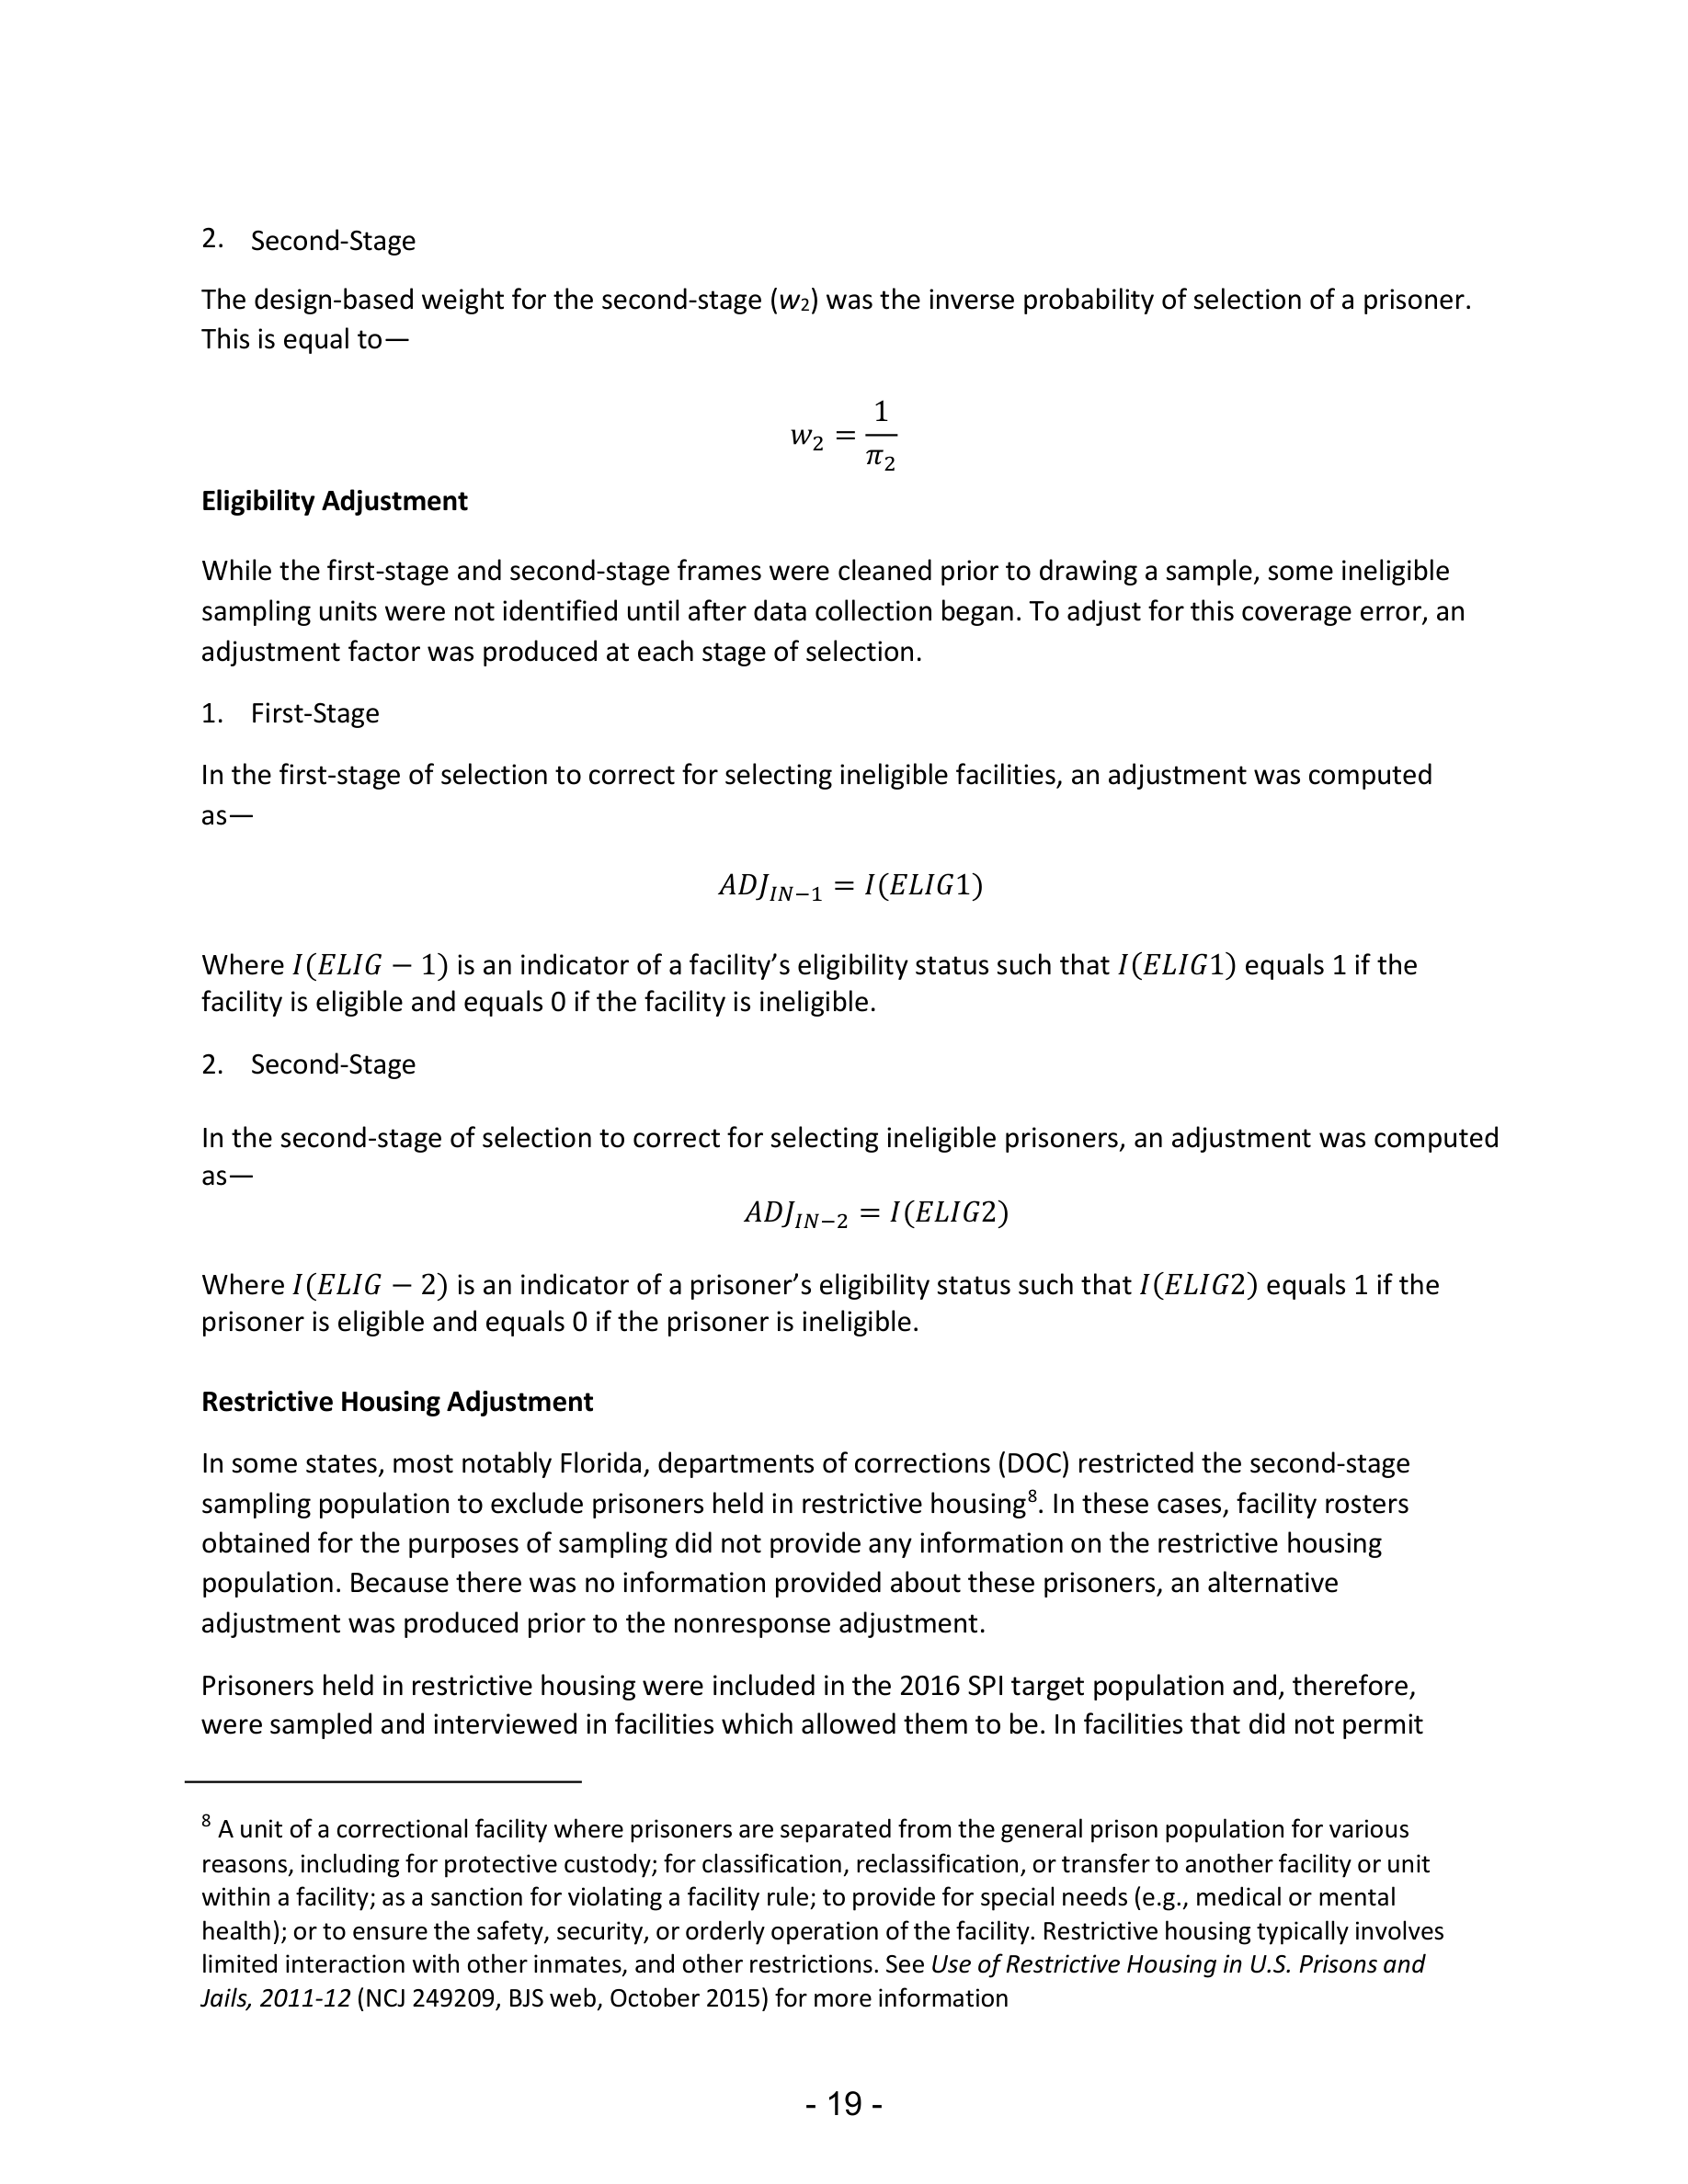 2. Second-Stage
The design-based weight for the second-stage (w₂) was the inverse probability of selection of a prisoner.
This is equal to—
w₂ = 1/π₂
Eligibility Adjustment
While the first-stage and second-stage frames were cleaned prior to drawing a sample, some ineligible
sampling units were not identified until after data collection began. To adjust for this coverage error, an
adjustment factor was produced at each stage of selection.
1. First-Stage
In the first-stage of selection to correct for selecting ineligible facilities, an adjustment was computed
as—
ADJ_{IN−1} = I(ELIG1)
Where I(ELIG − 1) is an indicator of a facility’s eligibility status such that I(ELIG1) equals 1 if the
facility is eligible and equals 0 if the facility is ineligible.
2. Second-Stage
In the second-stage of selection to correct for selecting ineligible prisoners, an adjustment was computed
as—
ADJ_{IN−2} = I(ELIG2)
Where I(ELIG − 2) is an indicator of a prisoner’s eligibility status such that I(ELIG2) equals 1 if the
prisoner is eligible and equals 0 if the prisoner is ineligible.
Restrictive Housing Adjustment
In some states, most notably Florida, departments of corrections (DOC) restricted the second-stage
sampling population to exclude prisoners held in restrictive housing⁸. In these cases, facility rosters
obtained for the purposes of sampling did not provide any information on the restrictive housing
population. Because there was no information provided about these prisoners, an alternative
adjustment was produced prior to the nonresponse adjustment.
Prisoners held in restrictive housing were included in the 2016 SPI target population and, therefore,
were sampled and interviewed in facilities which allowed them to be. In facilities that did not permit
⁸ A unit of a correctional facility where prisoners are separated from the general prison population for various
reasons, including for protective custody; for classification, reclassification, or transfer to another facility or unit
within a facility; as a sanction for violating a facility rule; to provide for special needs (e.g., medical or mental
health); or to ensure the safety, security, or orderly operation of the facility. Restrictive housing typically involves
limited interaction with other inmates, and other restrictions. See Use of Restrictive Housing in U.S. Prisons and
Jails, 2011-12 (NCJ 249209, BJS web, October 2015) for more information
- 19 -